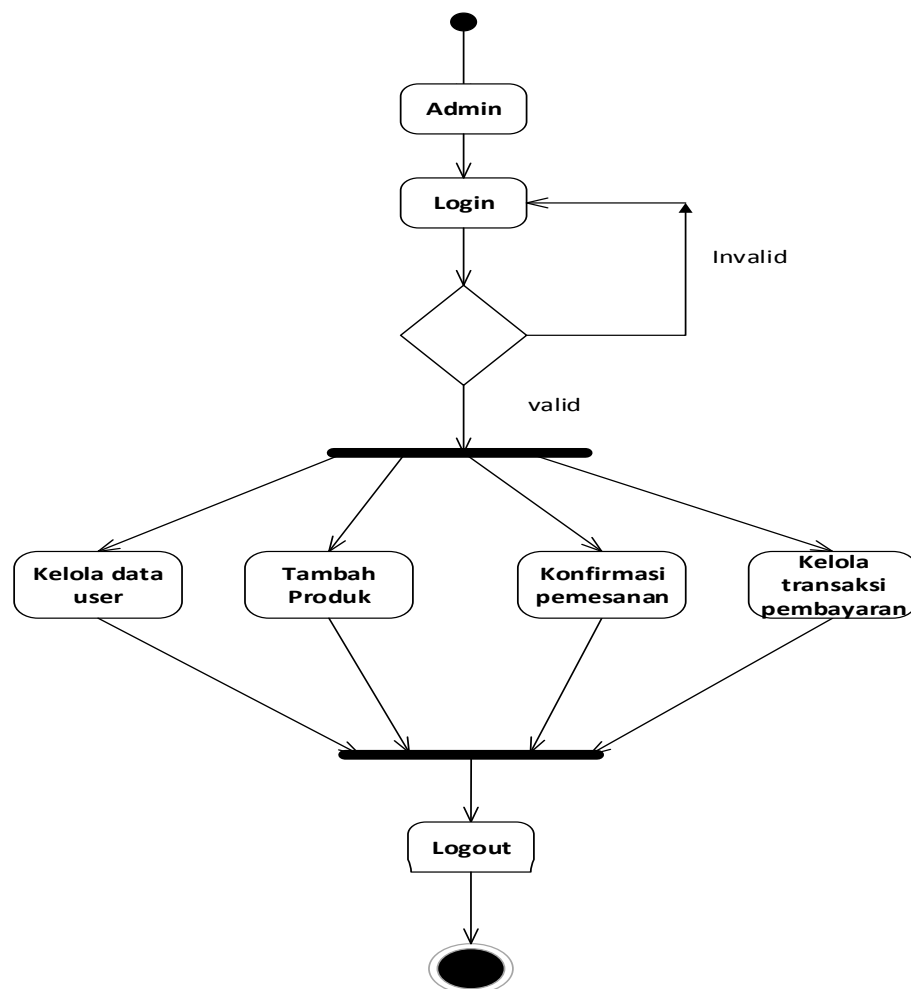 Admin
Login
Invalid
valid
Kelola data
user
Tambah
Produk
Konfirmasi
pemesanan
Kelola
transaksi
pembayaran
Logout